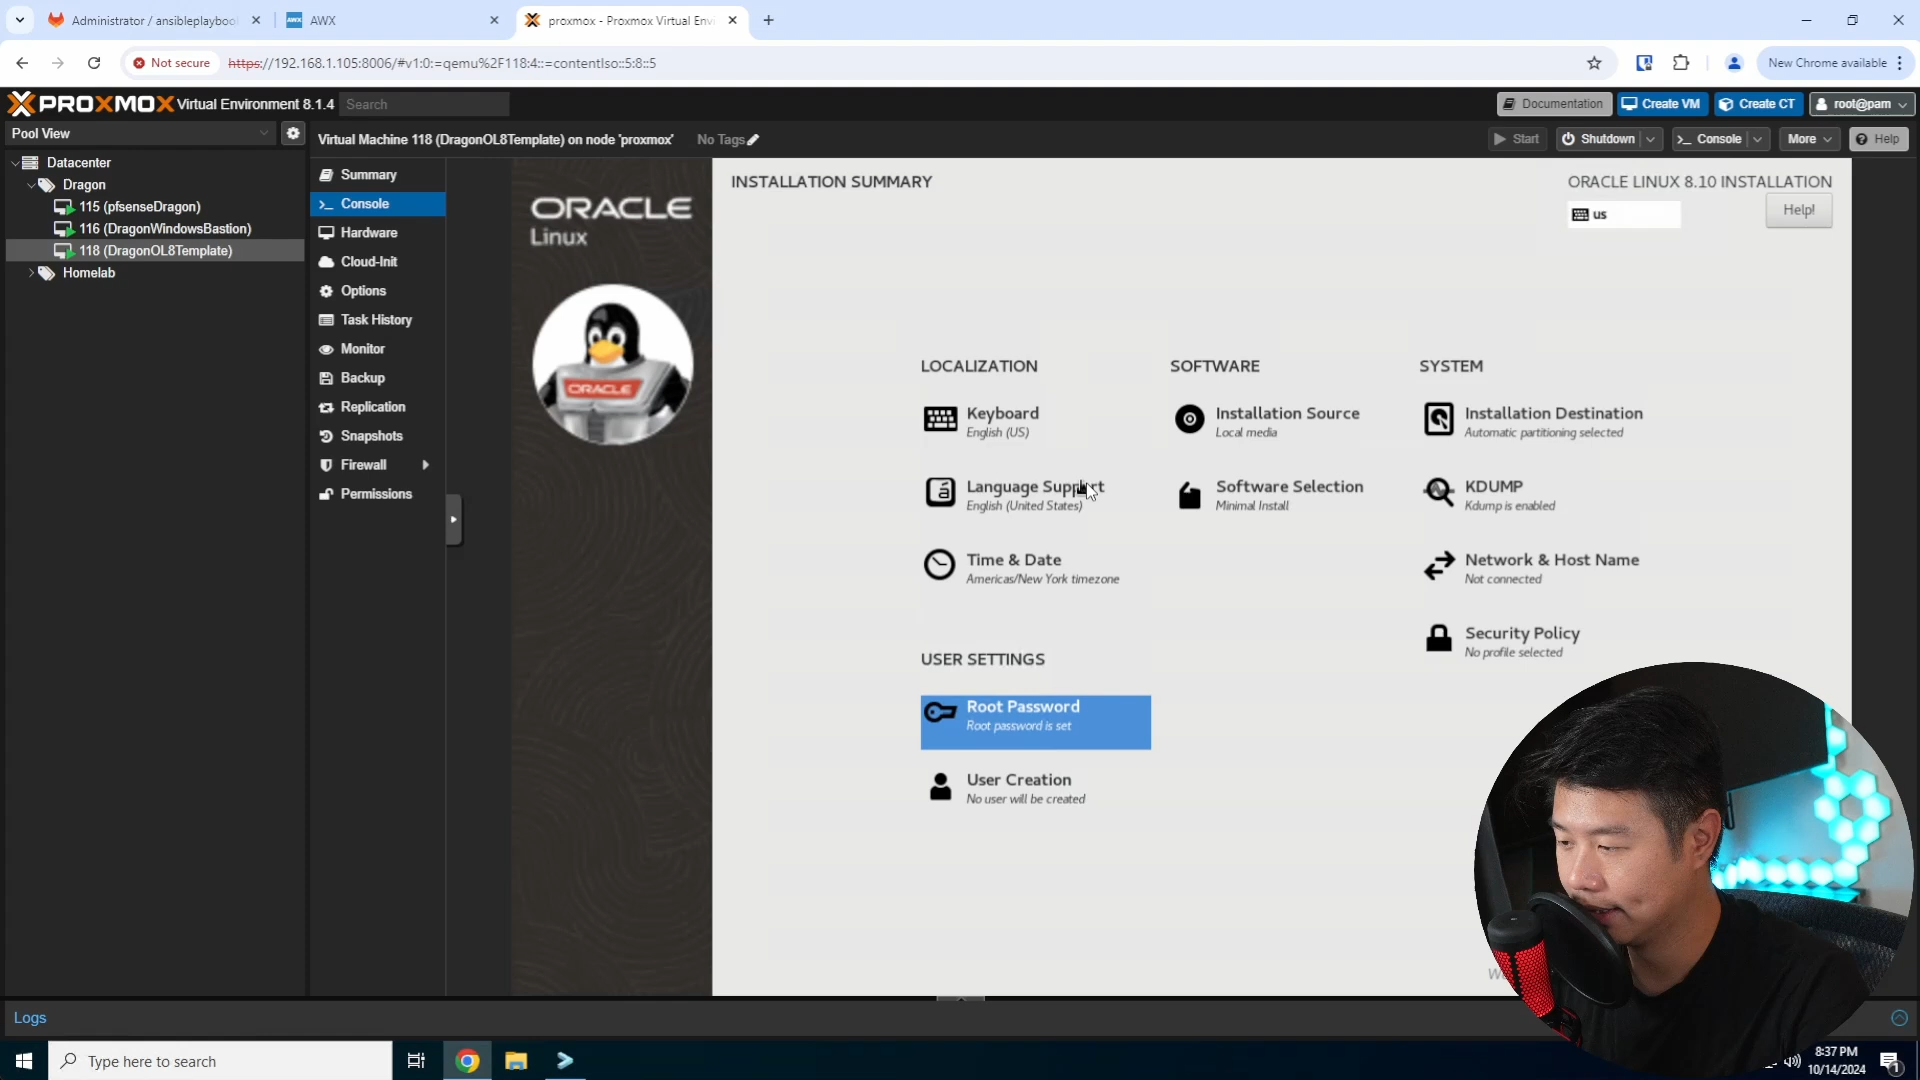 Administrator / ansibleplaybook
AWX
AWX
proxmox - Proxmox Virtual Envi
Not secure
https://192.168.1.105:8006/#v1:0:=qemu%2F118:4::=contentIso::5:8::5
New Chrome available
PROXMOX Virtual Environment 8.1.4
Search
Documentation
Create VM
Create CT
root@pam
Pool View
Virtual Machine 118 (DragonOL8Template) on node 'proxmox'
No Tags
Start
Shutdown
Console
More
Help
Datacenter
Dragon
115 (pfsenseDragon)
116 (DragonWindowsBastion)
118 (DragonOL8Template)
Homelab
Summary
Console
Hardware
Cloud-Init
Options
Task History
Monitor
Backup
Replication
Snapshots
Firewall
Permissions
ORACLE
Linux
ORACLE
INSTALLATION SUMMARY
ORACLE LINUX 8.10 INSTALLATION
us
Help!
LOCALIZATION
Keyboard
English (US)
Language Support
English (United States)
Time & Date
Americas/New York timezone
SOFTWARE
Installation Source
Local media
Software Selection
Minimal Install
SYSTEM
Installation Destination
Automatic partitioning selected
KDUMP
Kdump is enabled
Network & Host Name
Not connected
Security Policy
No profile selected
USER SETTINGS
Root Password
Root password is set
User Creation
No user will be created
Logs
Type here to search
8:37 PM
10/14/2024
1